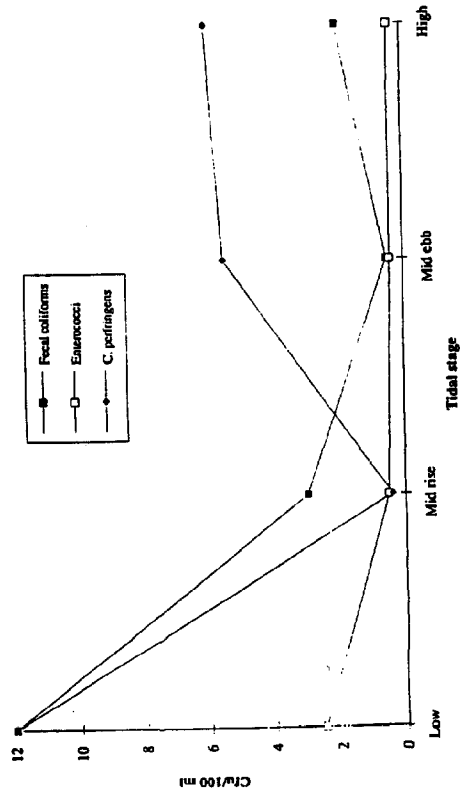 Fecal coliforms
Enterococci
C. perfringens
12
10
8
6
4
2
0
Cfu/100 ml
Low
Mid rise
Mid ebb
High
Tidal stage